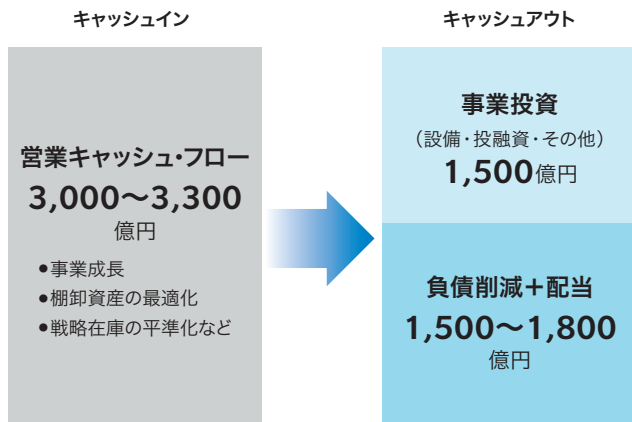 キャッシュイン
営業キャッシュ・フロー
3,000〜3,300
億円
●事業成長
●棚卸資産の最適化
●戦略在庫の平準化など
キャッシュアウト
事業投資
（設備・投融資・その他）
1,500億円
負債削減＋配当
1,500〜1,800
億円